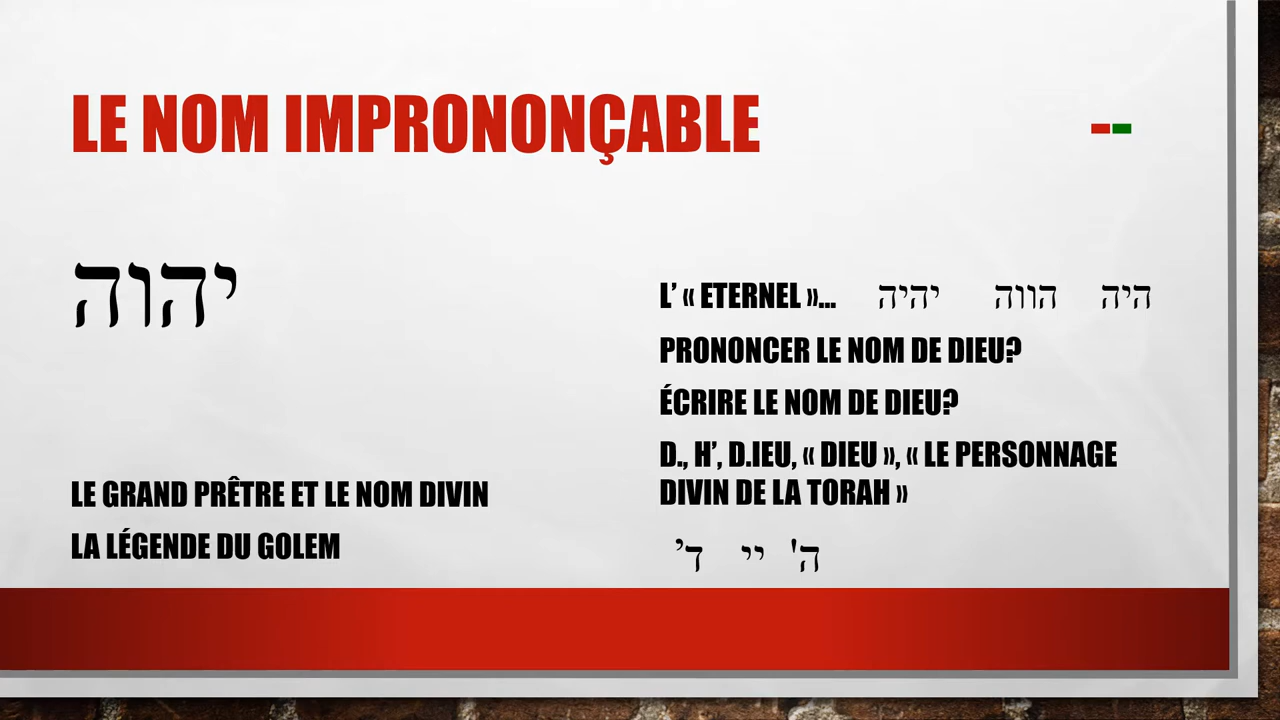 LE NOM IMPRONONÇABLE
יהוה
LE GRAND PRÊTRE ET LE NOM DIVIN
LA LÉGENDE DU GOLEM
L’ « ETERNEL »... היה הווה יהיה
PRONONCER LE NOM DE DIEU?
ÉCRIRE LE NOM DE DIEU?
D., H’, D.IEU, « DIEU », « LE PERSONNAGE
DIVIN DE LA TORAH »
ה' יי ד’